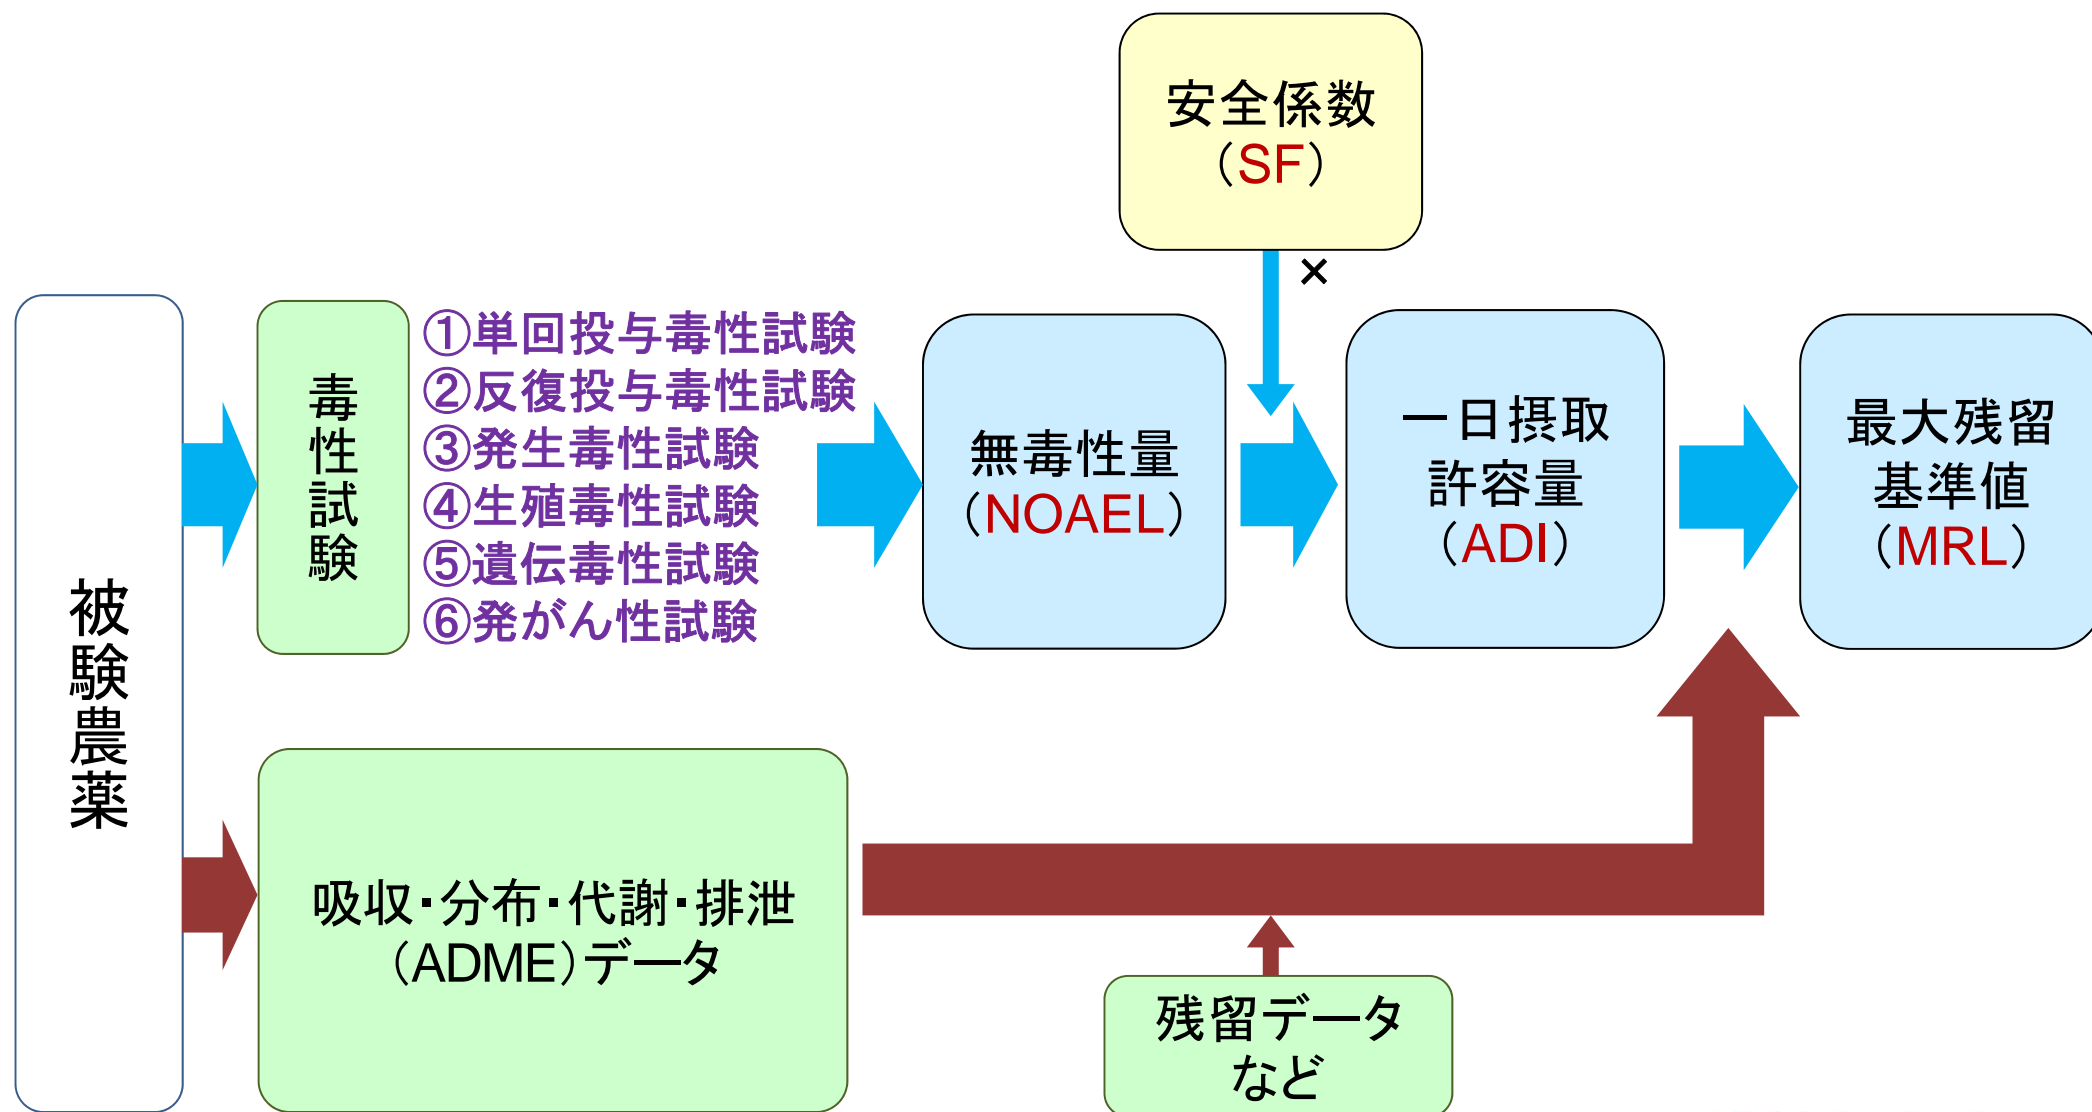 安全係数
（SF）
×
被験農薬
毒性試験
①単回投与毒性試験
②反復投与毒性試験
③発生毒性試験
④生殖毒性試験
⑤遺伝毒性試験
⑥発がん性試験
無毒性量
（NOAEL）
一日摂取
許容量
（ADI）
最大残留
基準値
（MRL）
吸収・分布・代謝・排泄
（ADME）データ
残留データ
など